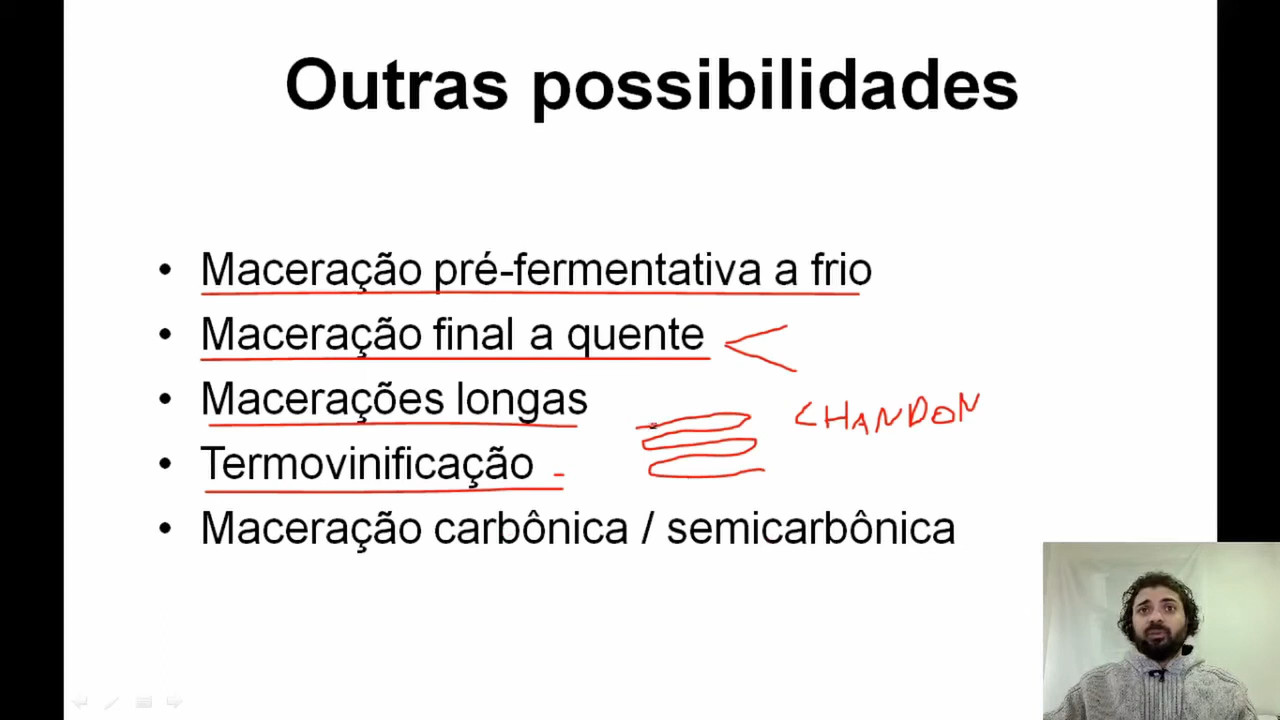 Outras possibilidades
• Maceração pré-fermentativa a frio
• Maceração final a quente
• Macerações longas
CHANDON
• Termovinificação -
• Maceração carbônica / semicarbônica